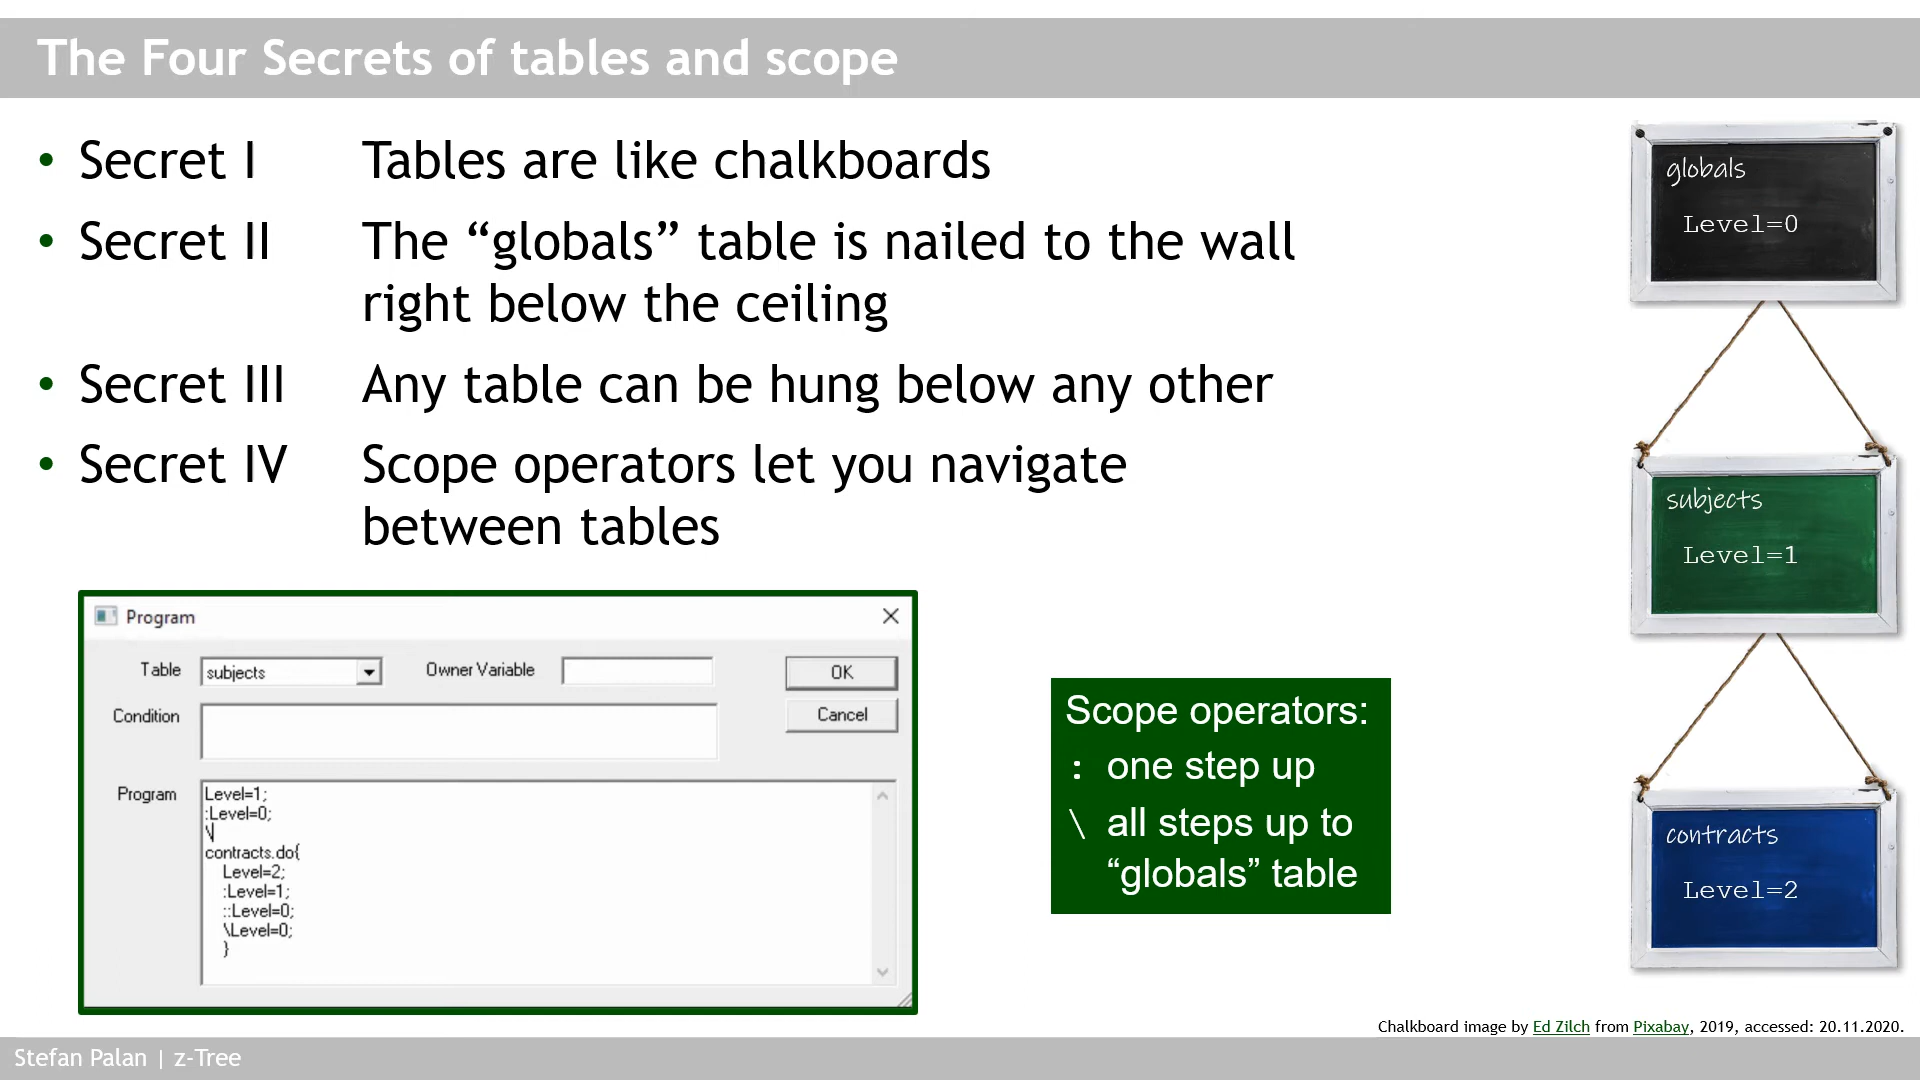 The Four Secrets of tables and scope
• Secret I Tables are like chalkboards
• Secret II The “globals” table is nailed to the wall
right below the ceiling
• Secret III Any table can be hung below any other
• Secret IV Scope operators let you navigate
between tables
Program
Table subjects Owner Variable OK
Condition Cancel
Program
Level=1;
:Level=0;
\
contracts.do{
Level=2;
:Level=1;
::Level=0;
\Level=0;
}
Scope operators:
: one step up
\ all steps up to
“globals” table
globals
Level=0
subjects
Level=1
contracts
Level=2
Chalkboard image by Ed Zilch from Pixabay, 2019, accessed: 20.11.2020.
Stefan Palan | z-Tree